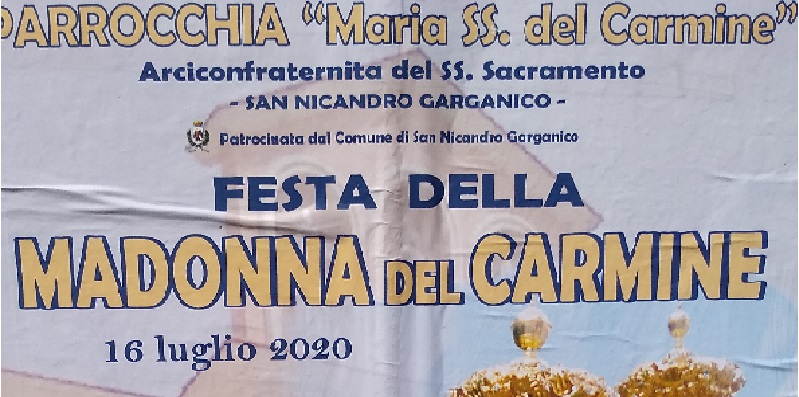 PARROCCHIA “Maria SS. del Carmine”
Arciconfraternita del SS. Sacramento
- SAN NICANDRO GARGANICO -
Patrocinata dal Comune di San Nicandro Garganico
FESTA DELLA
MADONNA DEL CARMINE
16 luglio 2020